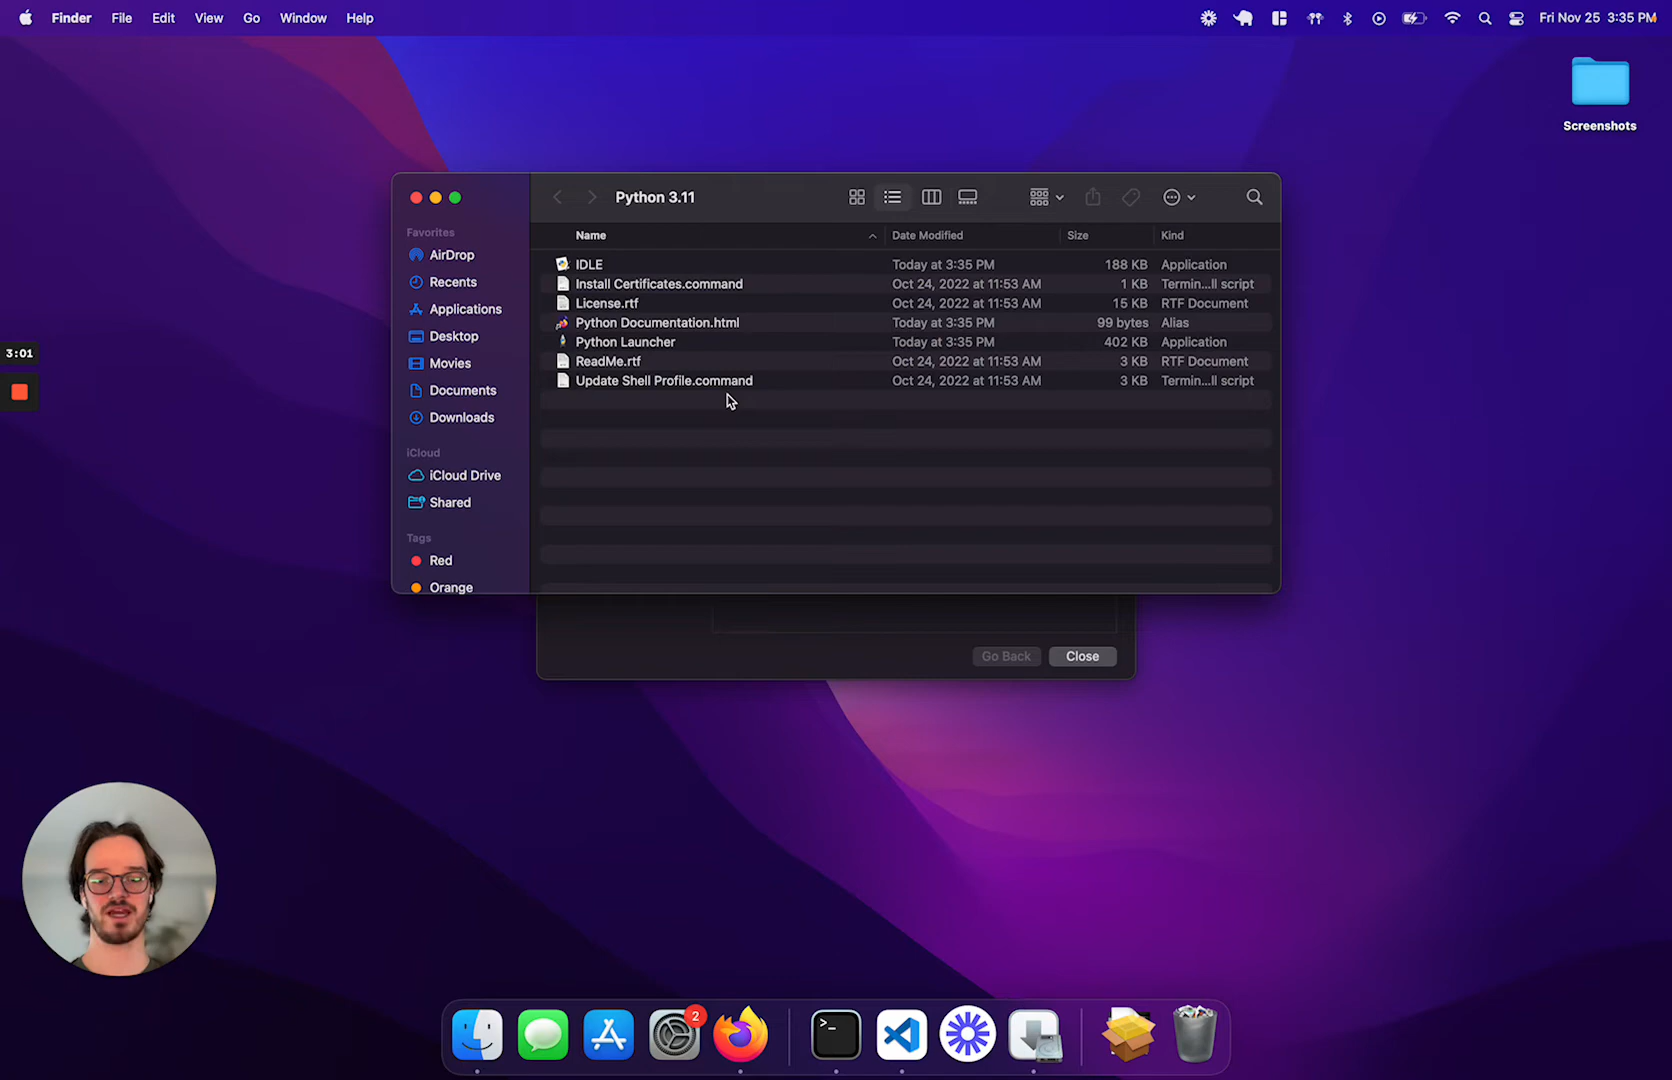 Finder File Edit View Go Window Help Fri Nov 25 3:35 PM
Screenshots
Python 3.11
Favorites
AirDrop
Recents
Applications
Desktop
Movies
Documents
Downloads
iCloud
iCloud Drive
Shared
Tags
Red
Orange
Name Date Modified Size Kind
IDLE Today at 3:35 PM 188 KB Application
Install Certificates.command Oct 24, 2022 at 11:53 AM 1 KB Termin...ll script
License.rtf Oct 24, 2022 at 11:53 AM 15 KB RTF Document
Python Documentation.html Today at 3:35 PM 99 bytes Alias
Python Launcher Today at 3:35 PM 402 KB Application
ReadMe.rtf Oct 24, 2022 at 11:53 AM 3 KB RTF Document
Update Shell Profile.command Oct 24, 2022 at 11:53 AM 3 KB Termin...ll script
3:01
Go Back Close
2
>_